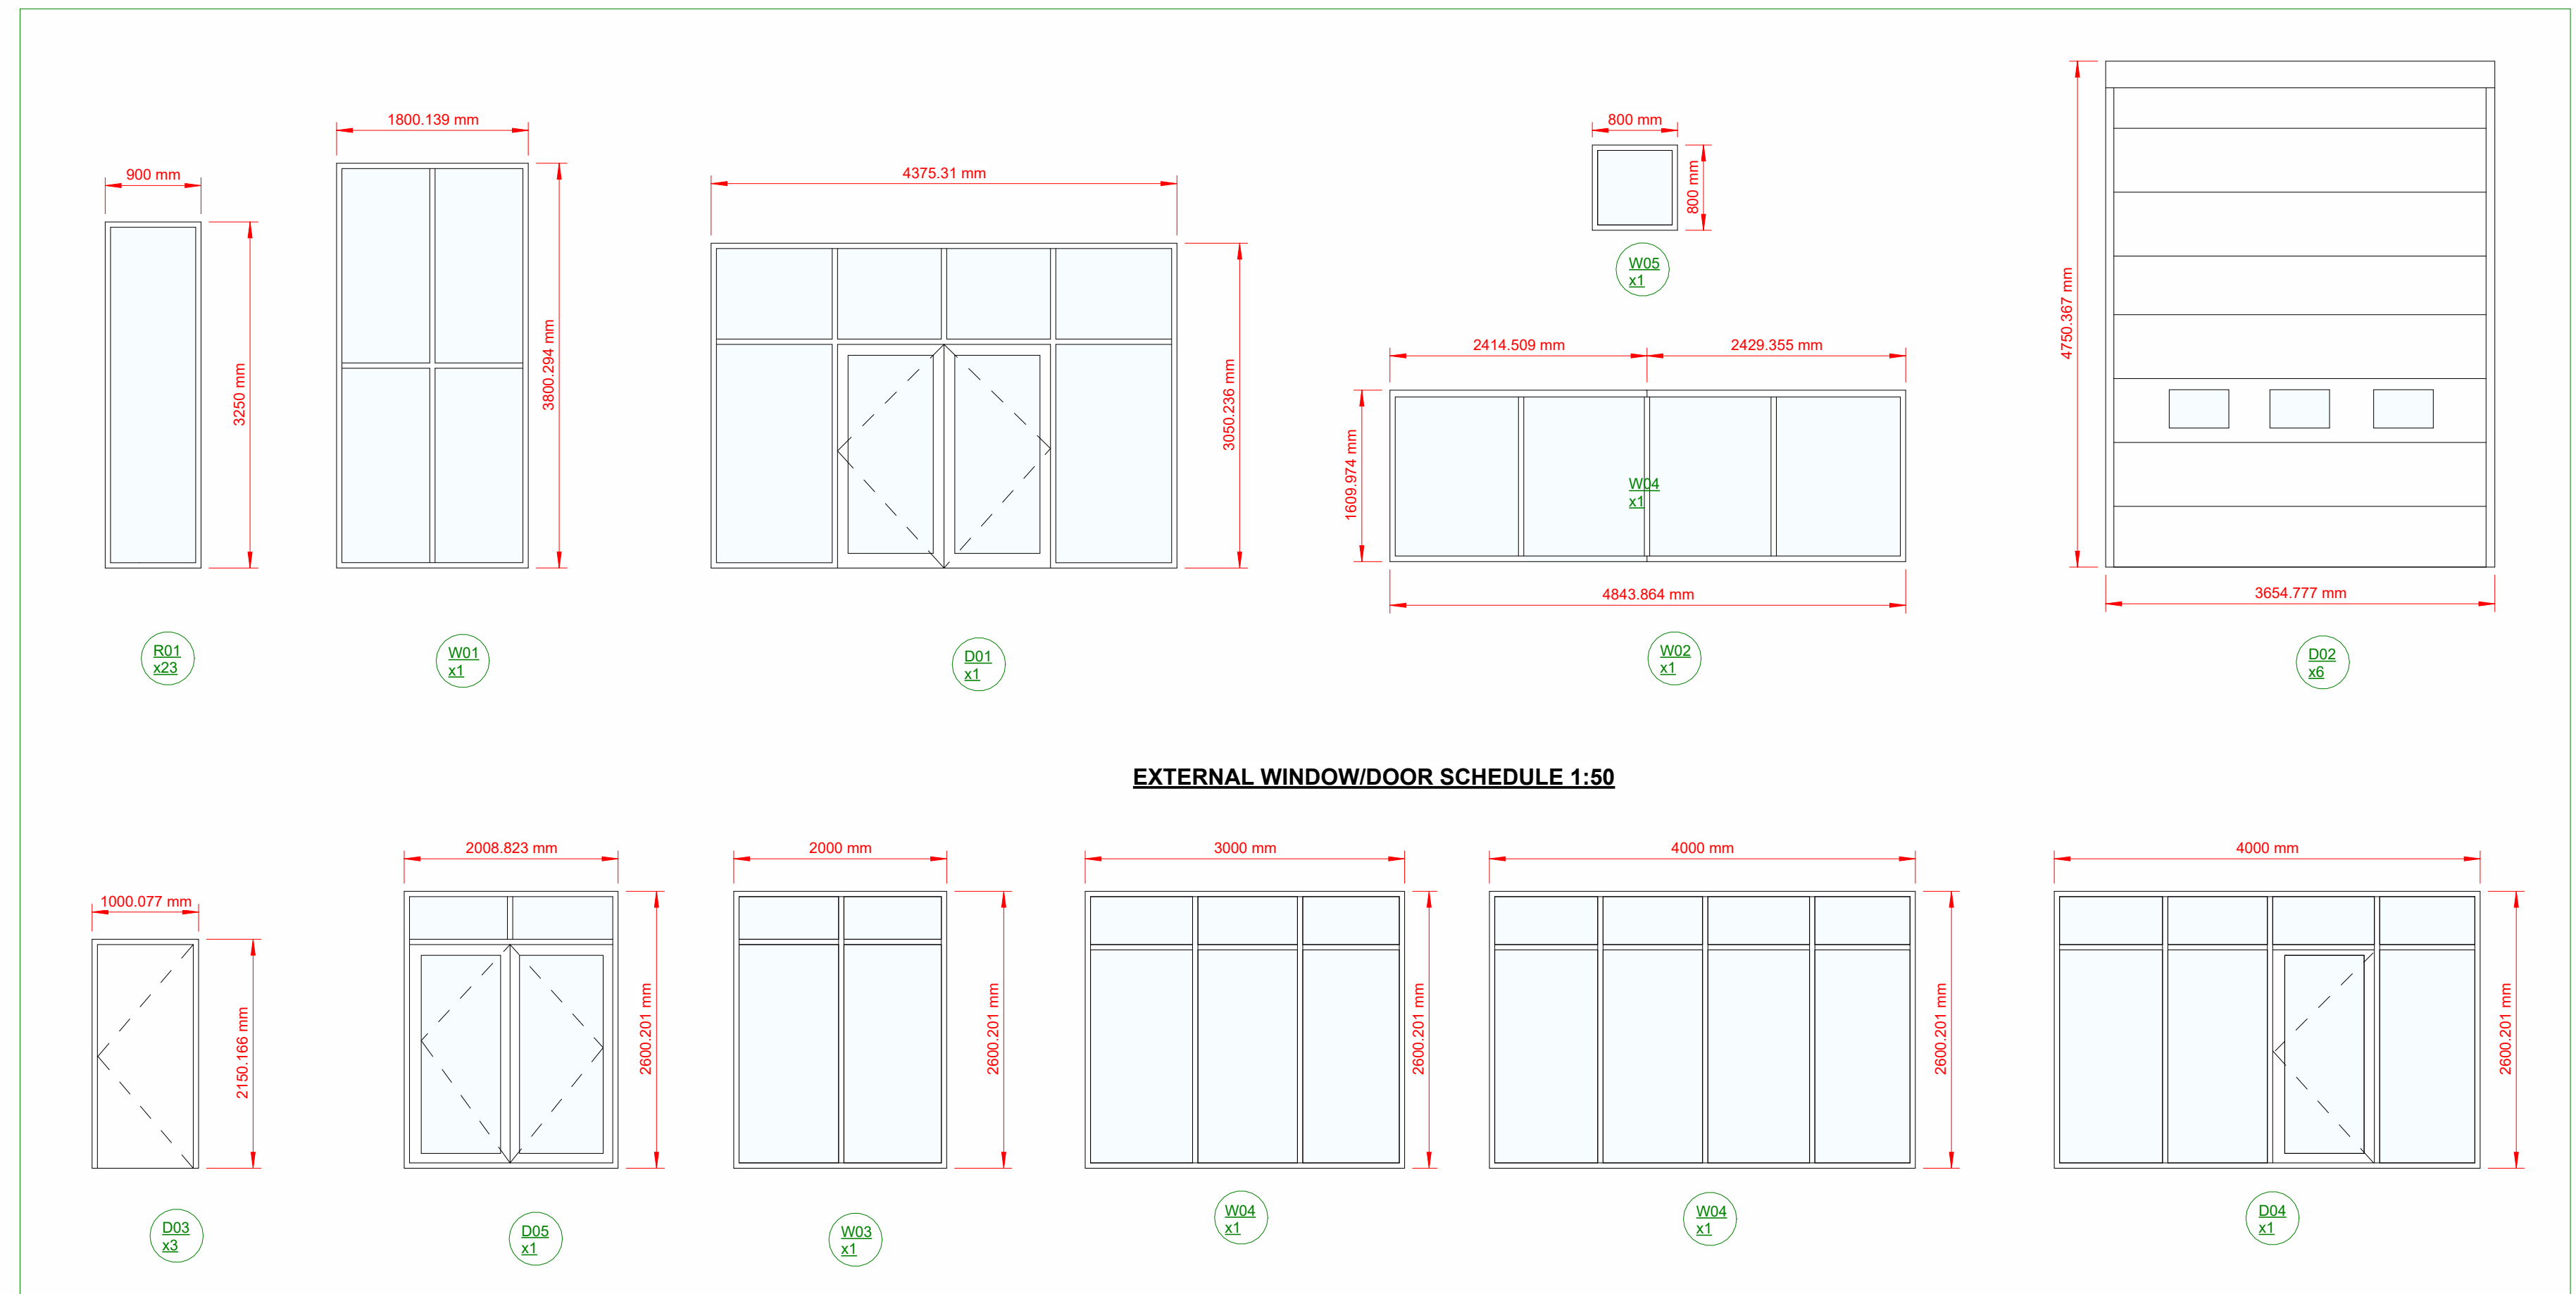 900 mm
3250 mm
R01
x23
1800.139 mm
3800.294 mm
W01
x1
4375.31 mm
3050.236 mm
D01
x1
800 mm
800 mm
W05
x1
2414.509 mm
2429.355 mm
1609.974 mm
W04
x1
4843.864 mm
W02
x1
4750.367 mm
3654.777 mm
D02
x6
EXTERNAL WINDOW/DOOR SCHEDULE 1:50
1000.077 mm
2150.166 mm
D03
x3
2008.823 mm
2600.201 mm
D05
x1
2000 mm
2600.201 mm
W03
x1
3000 mm
2600.201 mm
W04
x1
4000 mm
2600.201 mm
W04
x1
4000 mm
2600.201 mm
D04
x1